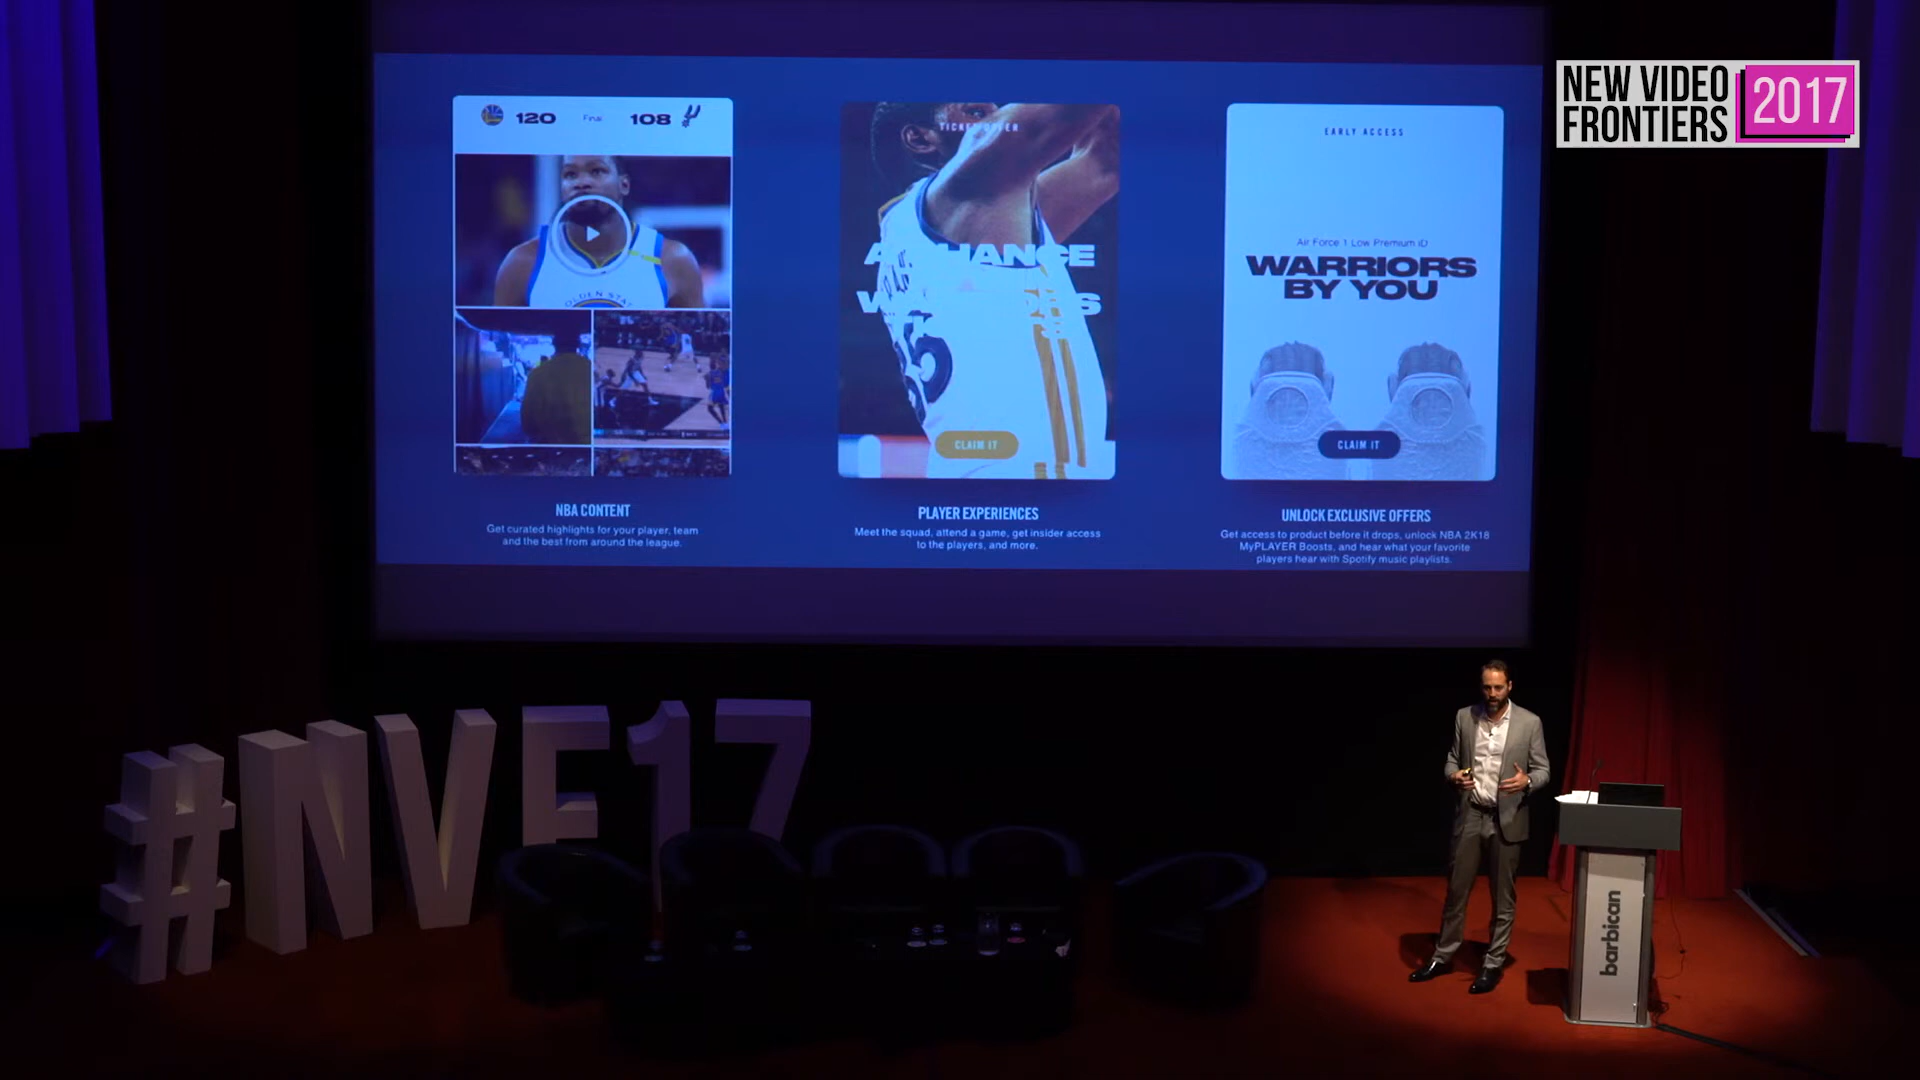 NEW VIDEO
FRONTIERS
2017
120
Final
108
OLDEN STAT
CLAIM IT
NBA CONTENT
Get curated highlights for your player, team
and the best from around the league.
CLAIM IT
PLAYER EXPERIENCES
Meet the squad, attend a game, get insider access
to the players, and more.
EARLY ACCESS
Air Force 1 Low Premium iD
WARRIORS
BY YOU
UNLOCK EXCLUSIVE OFFERS
Get access to product before it drops, unlock NBA 2K18
MyPLAYER Boosts, and hear what your favorite
players hear with Spotify music playlists.
#NVF17
barbican